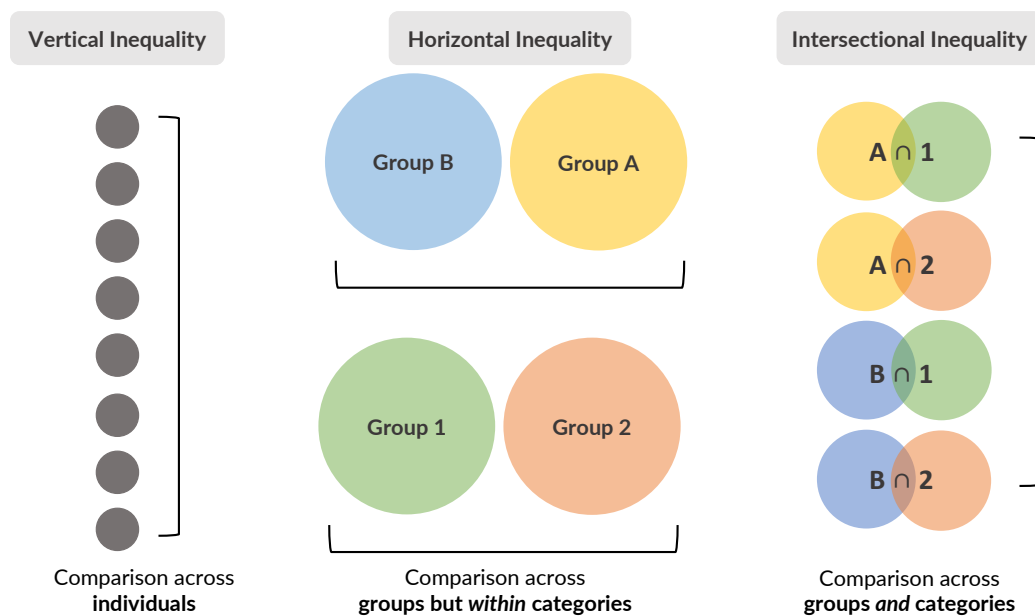 Vertical Inequality
Comparison across
individuals
Horizontal Inequality
Group B
Group A
Group 1
Group 2
Comparison across
groups but within categories
Intersectional Inequality
A ∩ 1
A ∩ 2
B ∩ 1
B ∩ 2
Comparison across
groups and categories